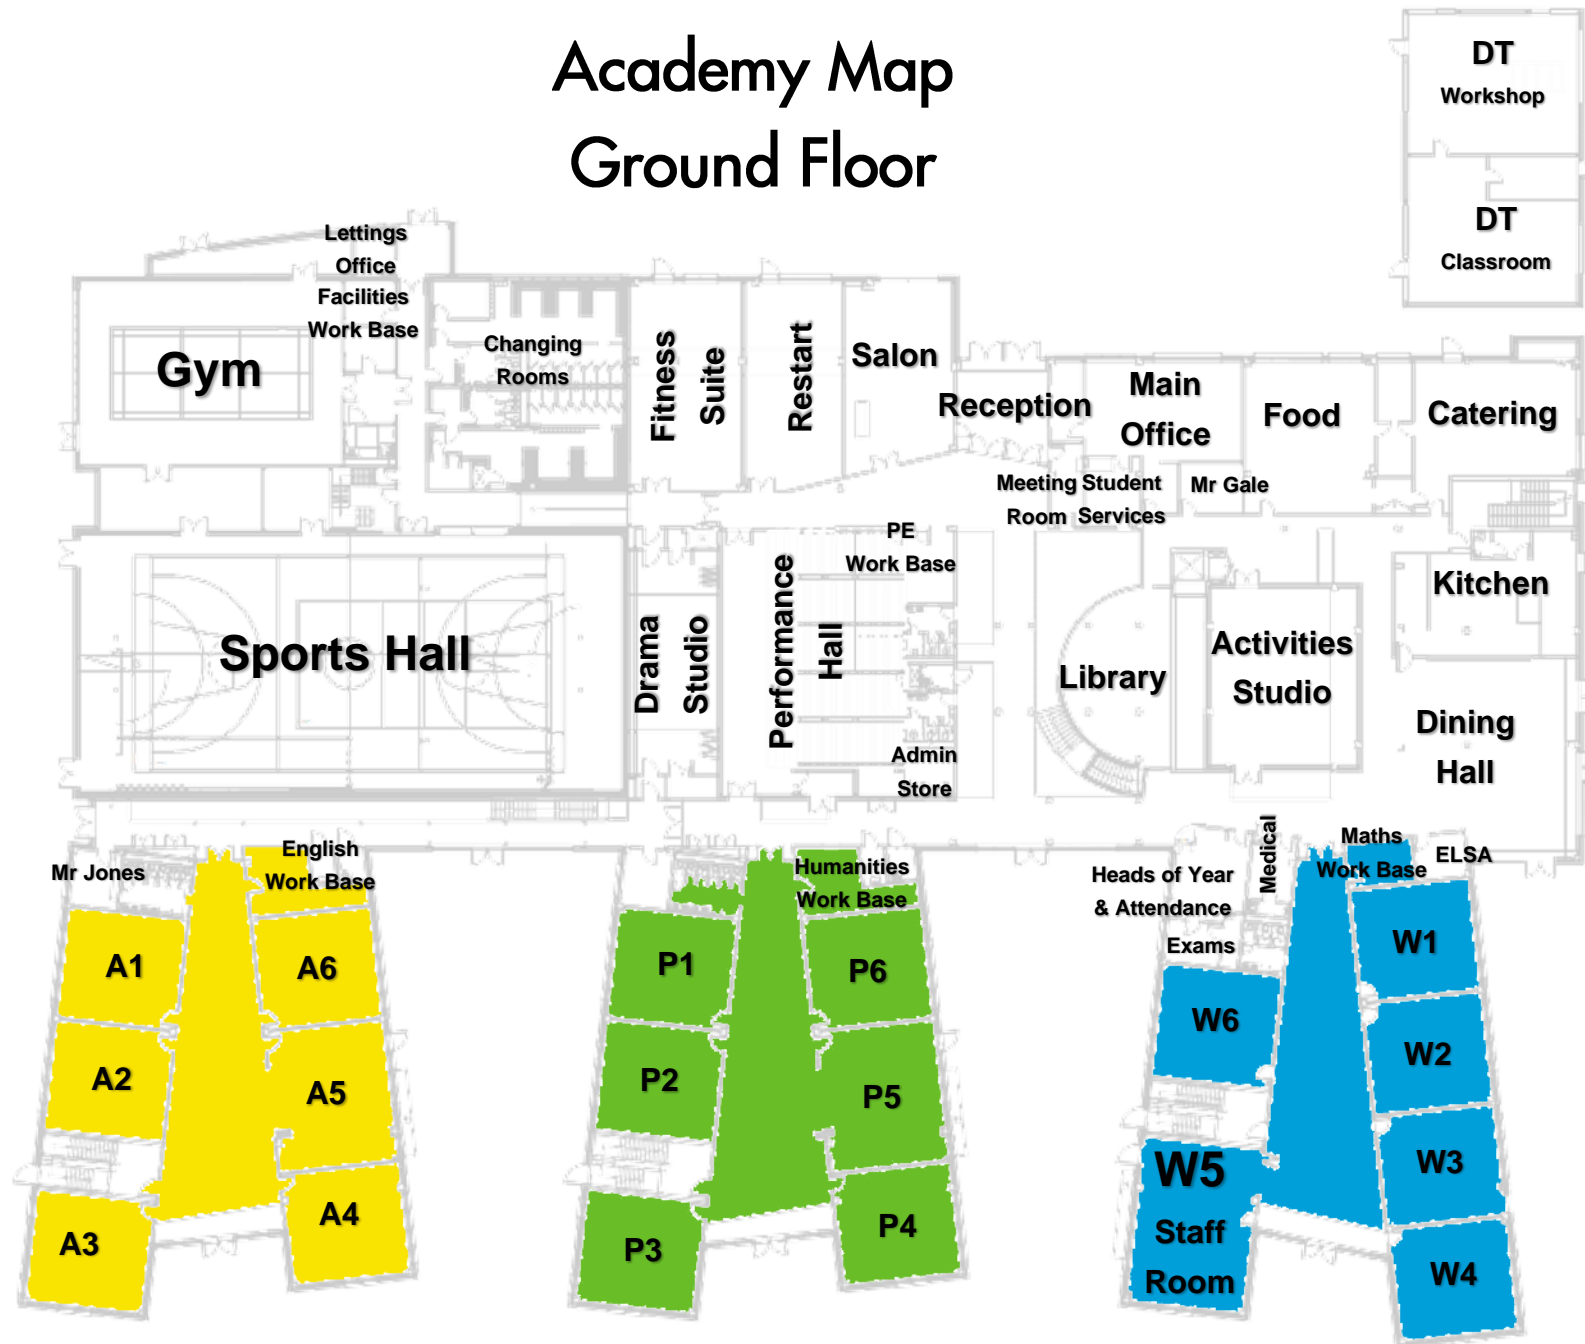 Academy Map
Ground Floor
DT
Workshop
DT
Classroom
Lettings
Office
Facilities
Work Base
Gym
Changing
Rooms
Fitness
Suite
Restart
Salon
Reception
Main
Office
Food
Catering
Meeting
Room
Student
Services
Mr Gale
PE
Work Base
Kitchen
Sports Hall
Drama
Studio
Performance
Hall
Library
Activities
Studio
Dining
Hall
Admin
Store
Mr Jones
English
Work Base
Humanities
Work Base
Heads of Year
& Attendance
Medical
Maths
Work Base
ELSA
Exams
A1
A6
A2
A5
A3
A4
P1
P6
P2
P5
P3
P4
W1
W6
W2
W3
W5
Staff
Room
W4